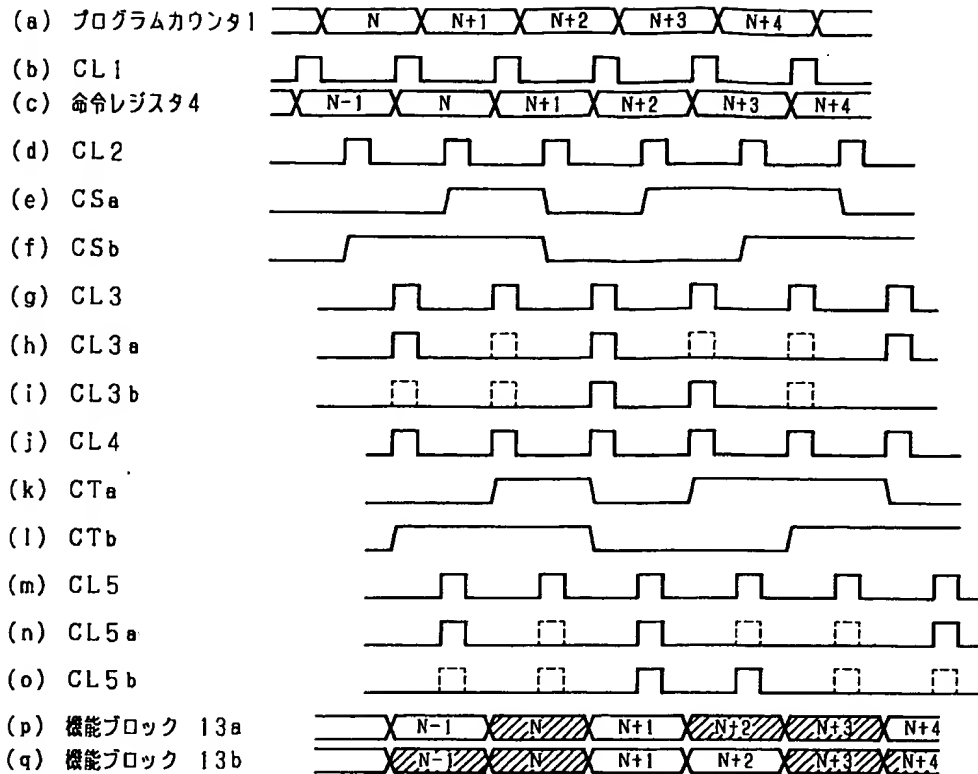 (a) プログラムカウンタ1 N N+1 N+2 N+3 N+4
(b) CL1
(c) 命令レジスタ4 N-1 N N+1 N+2 N+3 N+4
(d) CL2
(e) CSa
(f) CSb
(g) CL3
(h) CL3a
(i) CL3b
(j) CL4
(k) CTa
(l) CTb
(m) CL5
(n) CL5a
(o) CL5b
(p) 機能ブロック 13a N-1 N N+1 N+2 N+3 N+4
(q) 機能ブロック 13b N-1 N N+1 N+2 N+3 N+4